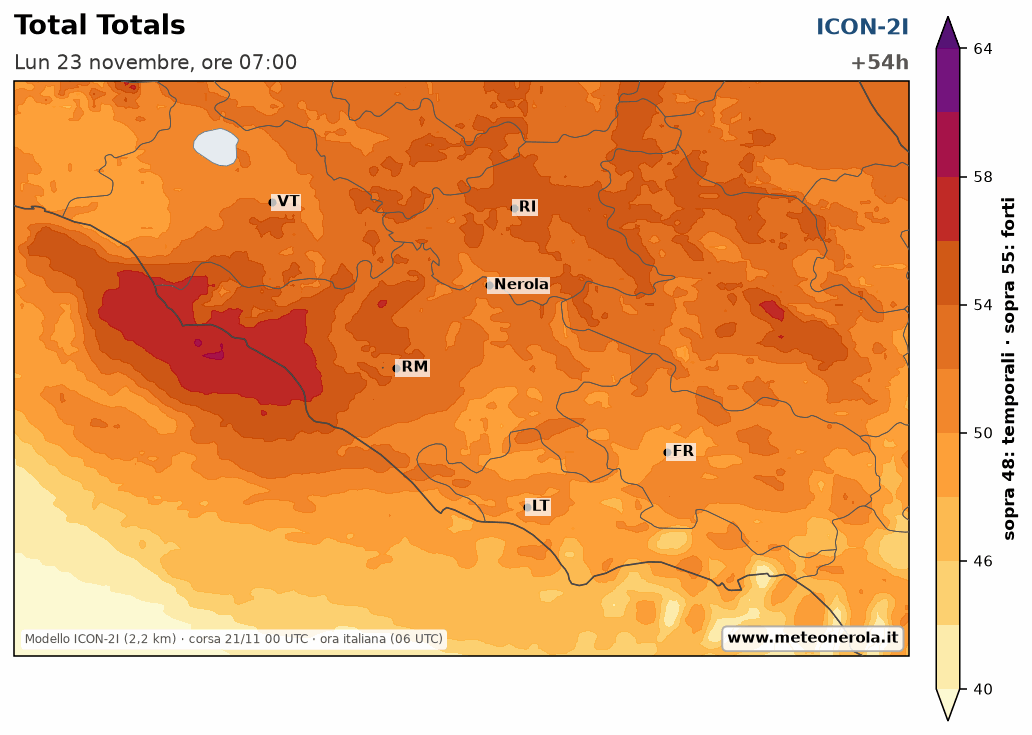 Total Totals
ICON-2I
Lun 23 novembre, ore 07:00
+54h
VT
RI
Nerola
RM
FR
LT
64
58
54
50
46
40
sopra 48: temporali · sopra 55: forti
Modello ICON-2I (2,2 km) · corsa 21/11 00 UTC · ora italiana (06 UTC)
www.meteonerola.it